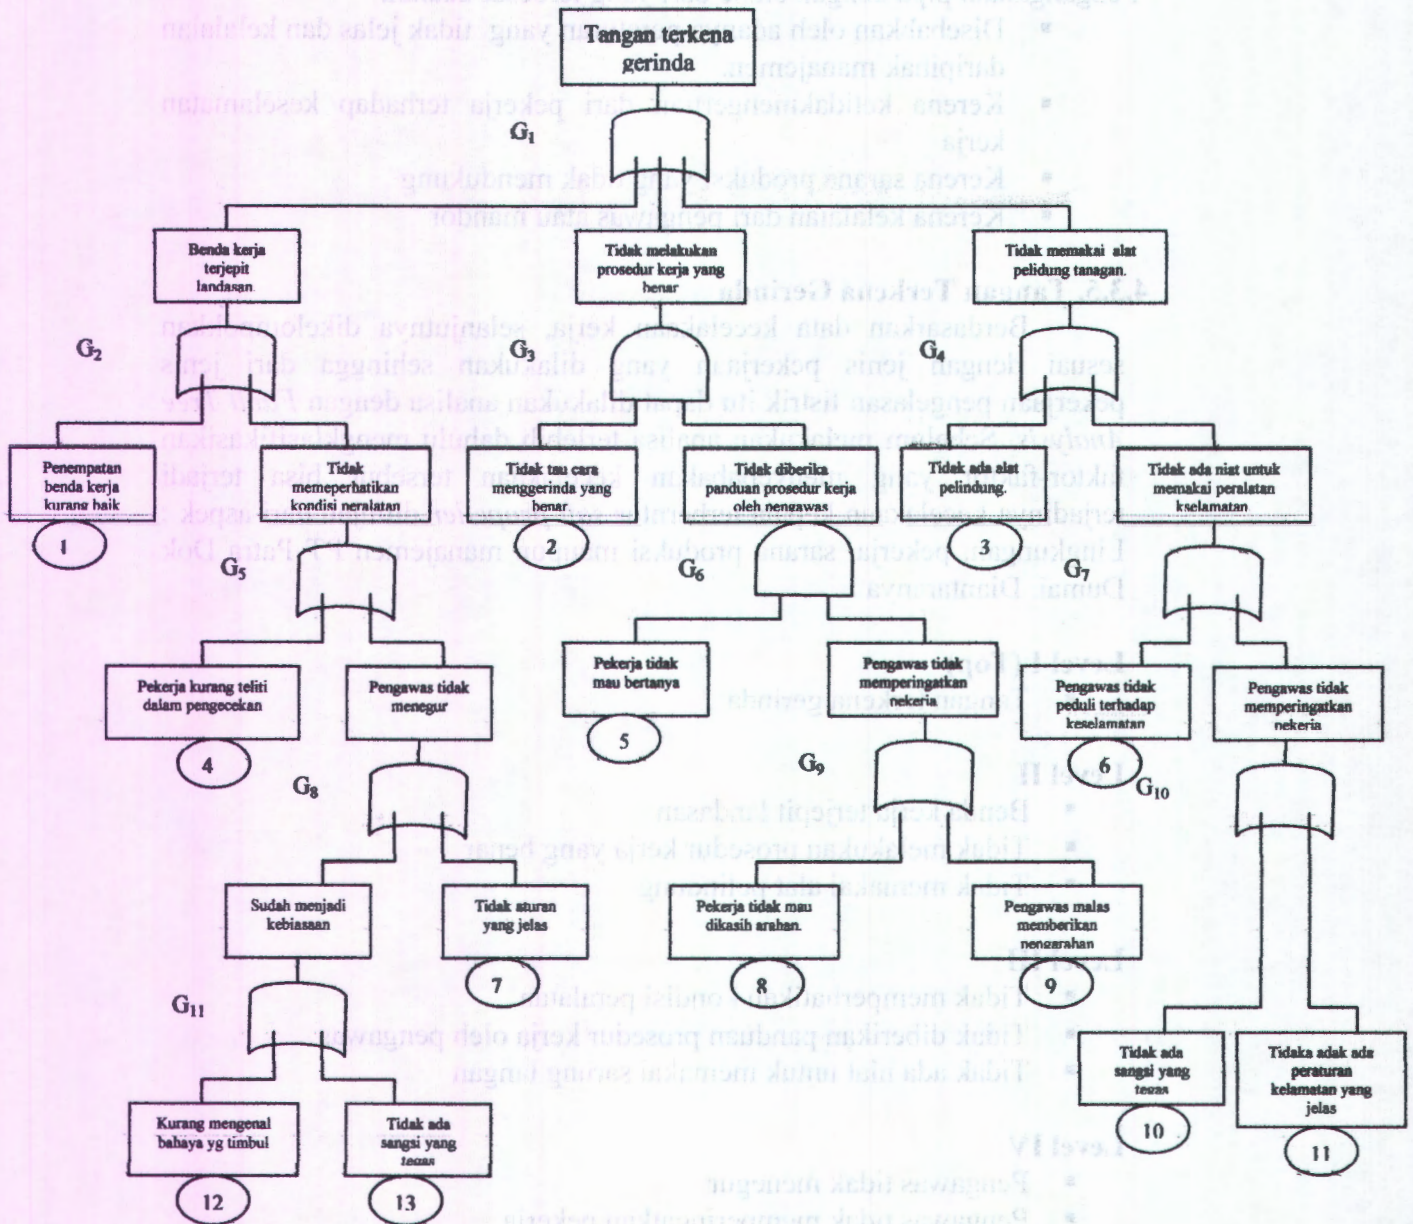 Tangan terkena
gerinda
G1
Benda kerja
terjepit
landasan
Tidak melakukan
prosedur kerja yang
benar
Tidak memakai alat
pelidung tanagan.
G2
G3
G4
Penempatan
benda kerja
kurang baik
Tidak
memeperhatikan
kondisi peralatan
Tidak tau cara
menggerinda yang
benar
Tidak diberika
panduan prosedur kerja
oleh pengawas
Tidak ada alat
pelindung.
Tidak ada niat untuk
memakai peralatan
kselamatan
1
2
3
G5
G6
G7
Pekerja kurang teliti
dalam pengecekan
Pengawas tidak
menegur
Pekerja tidak
mau bertanya
Pengawas tidak
memperingatkan
pekerja
Pengawas tidak
peduli terhadap
keselamatan
Pengawas tidak
memperingatkan
pekerja
4
5
6
G8
G9
G10
Sudah menjadi
kebiasaan
Tidak aturan
yang jelas
Pekerja tidak mau
dikasih arahan.
Pengawas malas
memberikan
pengarahan
7
8
9
G11
Tidak ada
sangsi yang
tegas
Tidaka adak ada
peraturan
kelamatan yang
jelas
10
11
Kurang mengenal
bahaya yg timbul
Tidak ada
sangsi yang
tegas
12
13